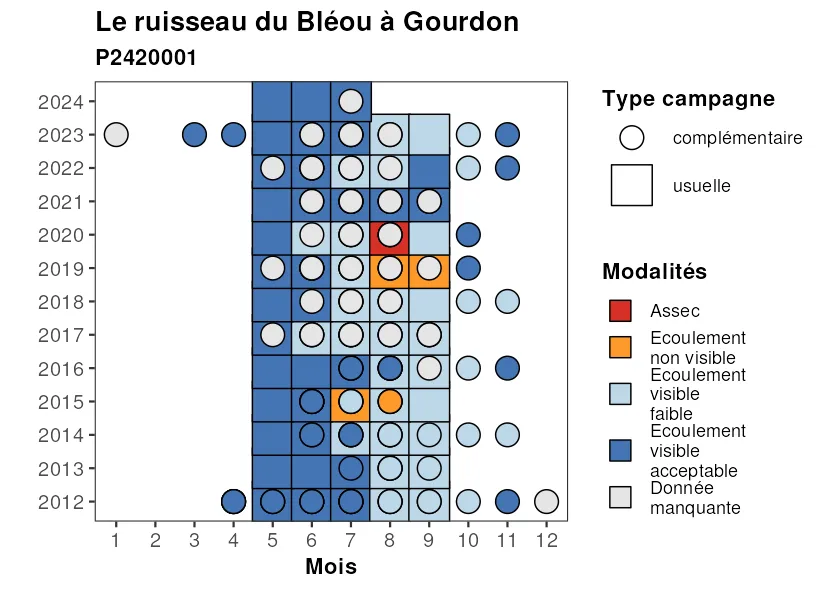 Le ruisseau du Bléou à Gourdon
P2420001
2024
2023
2022
2021
2020
2019
2018
2017
2016
2015
2014
2013
2012
1 2 3 4 5 6 7 8 9 10 11 12
Mois
Type campagne
complémentaire
usuelle
Modalités
Assec
Ecoulement
non visible
Ecoulement
visible
faible
Ecoulement
visible
acceptable
Donnée
manquante